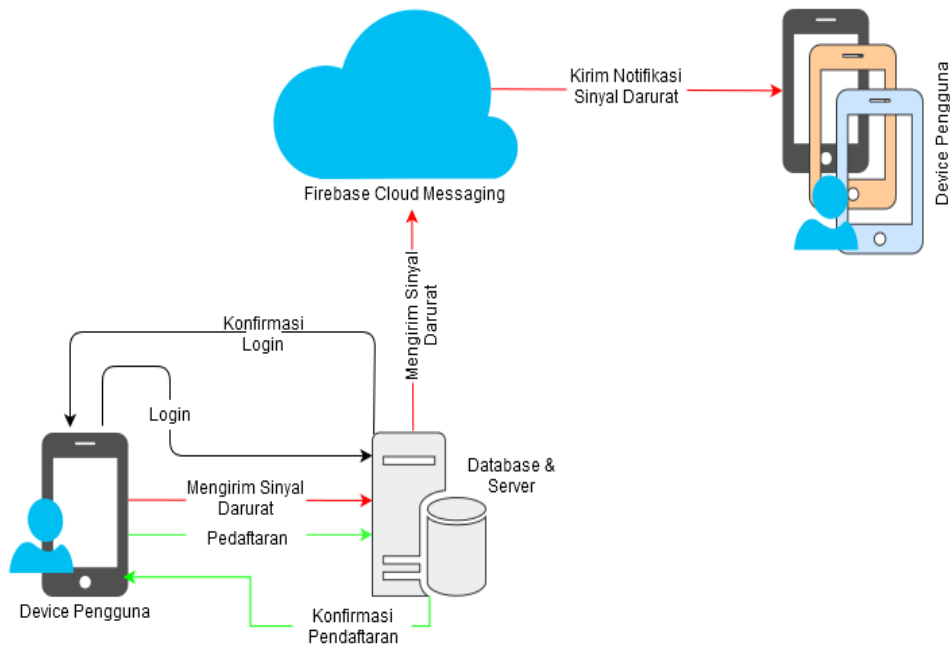 Kirim Notifikasi
Sinyal Darurat
Device Pengguna
Firebase Cloud Messaging
Mengirim Sinyal
Darurat
Konfirmasi
Login
Login
Database &
Server
Mengirim Sinyal
Darurat
Pedaftaran
Device Pengguna
Konfirmasi
Pendaftaran